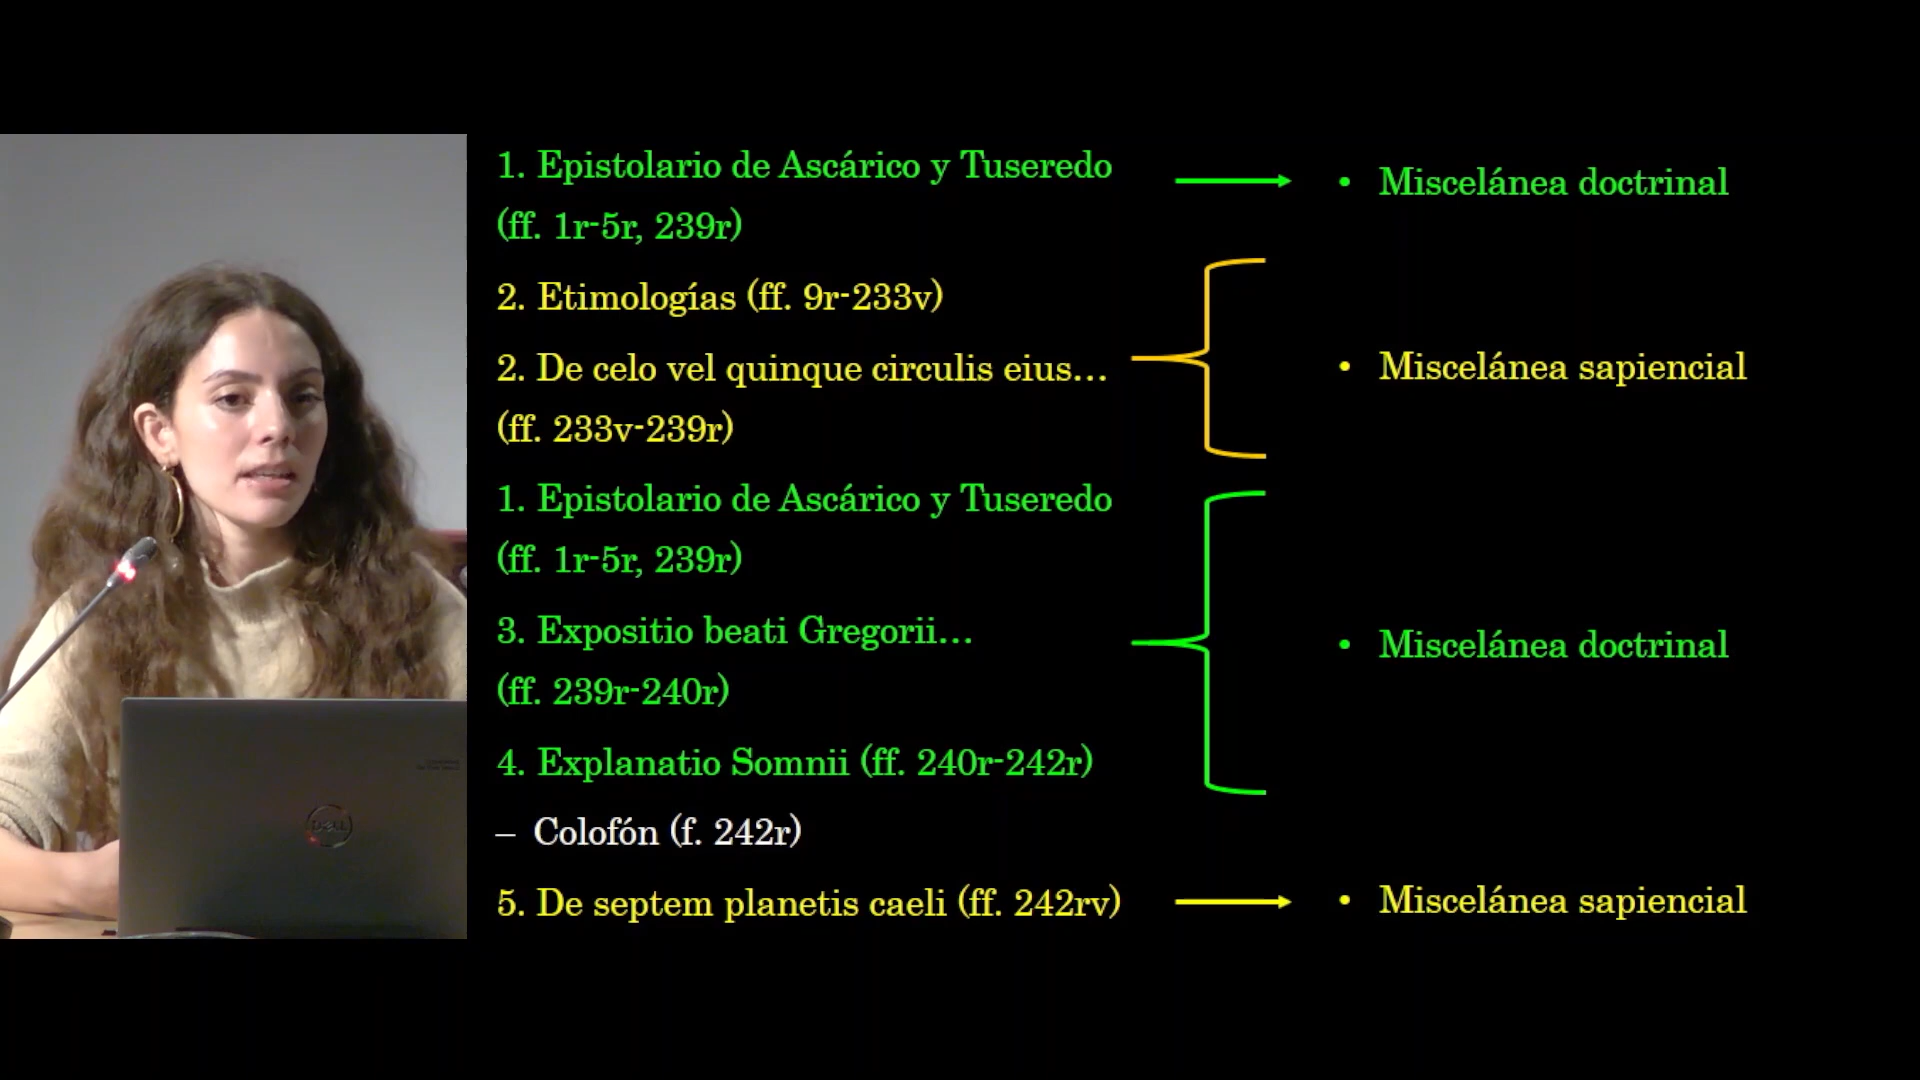 1. Epistolario de Ascárico y Tuseredo
(ff. 1r-5r, 239r)
• Miscelánea doctrinal
2. Etimologías (ff. 9r-233v)
2. De celo vel quinque circulis eius…
(ff. 233v-239r)
• Miscelánea sapiencial
1. Epistolario de Ascárico y Tuseredo
(ff. 1r-5r, 239r)
3. Expositio beati Gregorii…
(ff. 239r-240r)
4. Explanatio Somnii (ff. 240r-242r)
• Miscelánea doctrinal
– Colofón (f. 242r)
5. De septem planetis caeli (ff. 242rv)
• Miscelánea sapiencial
DELL